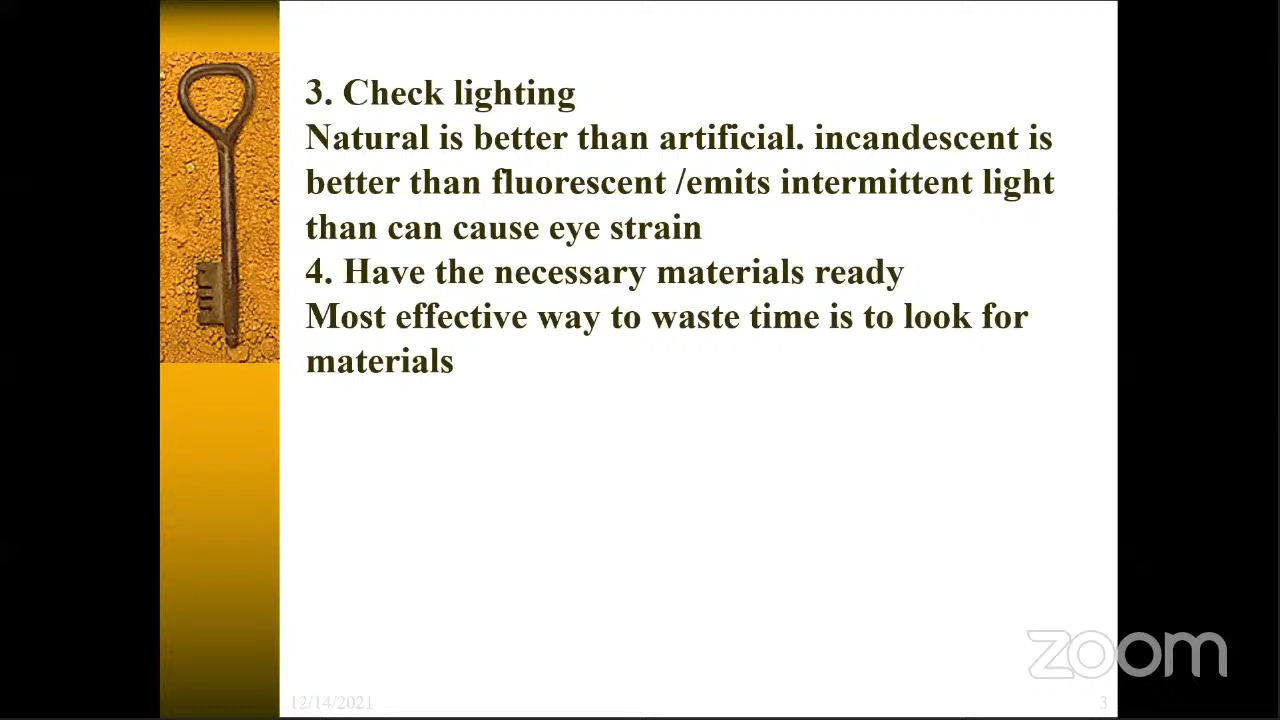 3. Check lighting
Natural is better than artificial. incandescent is
better than fluorescent /emits intermittent light
than can cause eye strain
4. Have the necessary materials ready
Most effective way to waste time is to look for
materials
zoom
12/14/2021
3